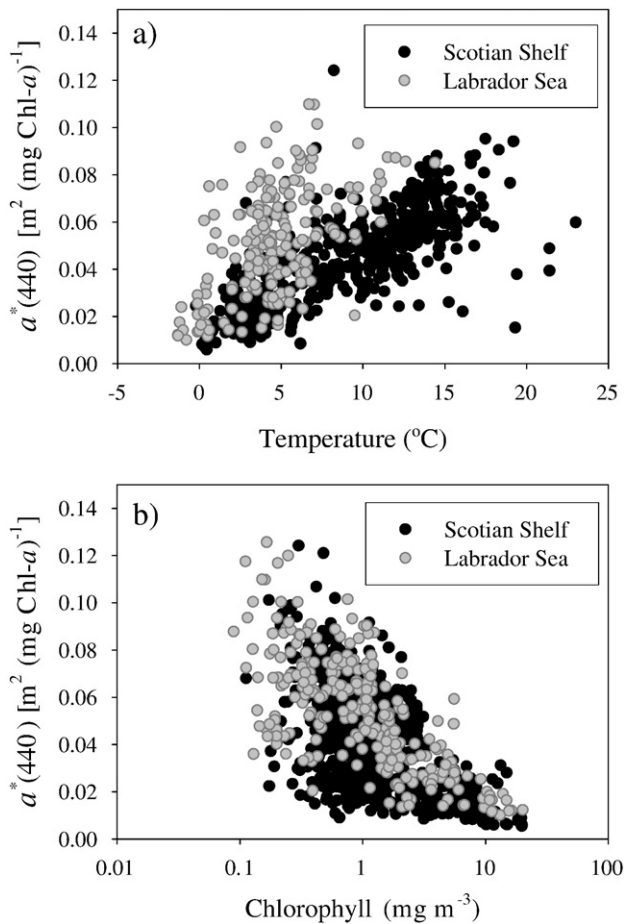 a)
Scotian Shelf
Labrador Sea
0.14
0.12
0.10
0.08
0.06
0.04
0.02
0.00
a*(440) [m² (mg Chl-a)⁻¹]
-5 0 5 10 15 20 25
Temperature (°C)
b)
Scotian Shelf
Labrador Sea
0.14
0.12
0.10
0.08
0.06
0.04
0.02
0.00
a*(440 ) [m² (mg Chl-a)⁻¹]
0.01 0.1 1 10 100
Chlorophyll (mg m⁻³)